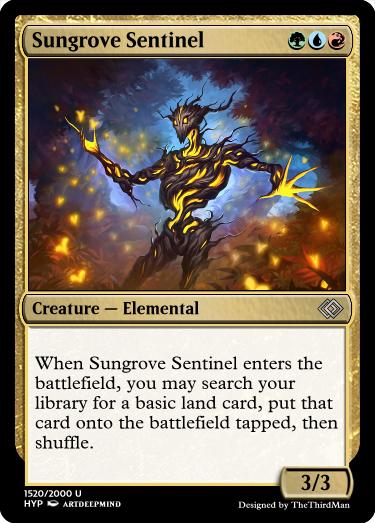 Sungrove Sentinel
Creature — Elemental
When Sungrove Sentinel enters the
battlefield, you may search your
library for a basic land card, put that
card onto the battlefield tapped, then
shuffle.
3/3
1520/2000 U
HYP ARTDEEPMIND
Designed by TheThirdMan